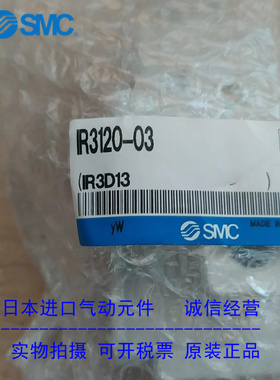 SMC
IR3120-03
(IR3D13 )
SMC
yW
MADE
日本进口气动元件 诚信经营
实物拍摄 可开税票 原装正品